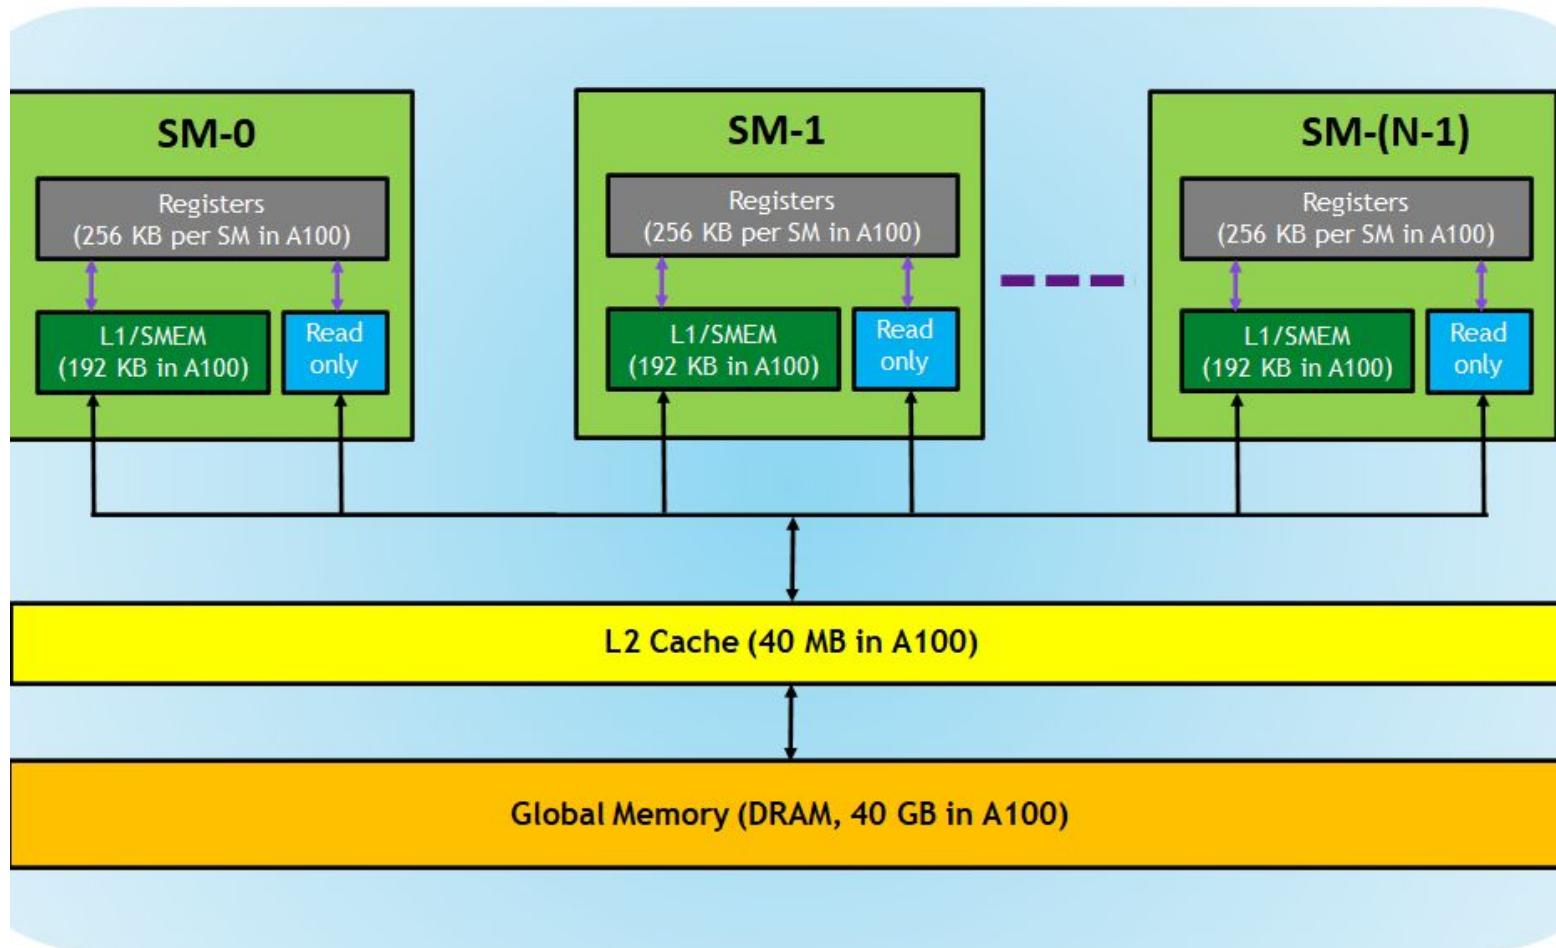 SM-0
Registers
(256 KB per SM in A100)
L1/SMEM
(192 KB in A100)
Read
only
SM-1
Registers
(256 KB per SM in A100)
L1/SMEM
(192 KB in A100)
Read
only
SM-(N-1)
Registers
(256 KB per SM in A100)
L1/SMEM
(192 KB in A100)
Read
only
L2 Cache (40 MB in A100)
Global Memory (DRAM, 40 GB in A100)